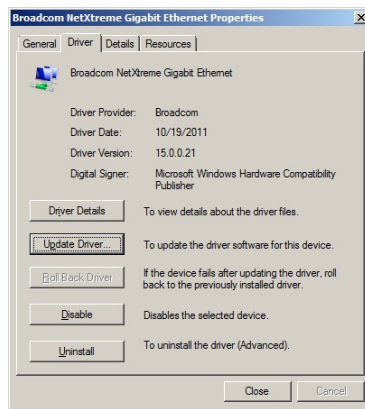 Broadcom NetXtreme Gigabit Ethernet Properties
General Driver Details Resources
Broadcom NetXtreme Gigabit Ethernet
Driver Provider: Broadcom
Driver Date: 10/19/2011
Driver Version: 15.0.0.21
Digital Signer: Microsoft Windows Hardware Compatibility
Publisher
Driver Details To view details about the driver files.
Update Driver... To update the driver software for this device.
Roll Back Driver If the device fails after updating the driver, roll
back to the previously installed driver.
Disable Disables the selected device.
Uninstall To uninstall the driver (Advanced).
Close Cancel